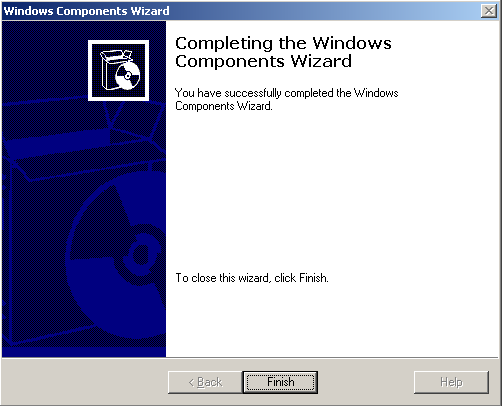 Windows Components Wizard
Completing the Windows
Components Wizard
You have successfully completed the Windows
Components Wizard.
To close this wizard, click Finish.
< Back
Finish
Help